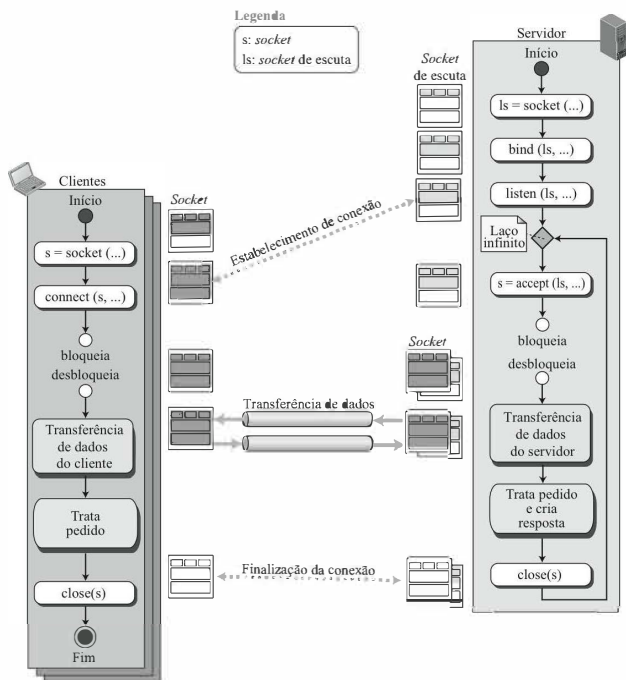 Legenda
s: socket
ls: socket de escuta
Clientes
Início
s = socket (...)
connect (s, ...)
bloqueia
desbloqueia
Transferência
de dados
do cliente
Trata
pedido
close(s)
Fim
Socket
Estabelecimento de conexão
Transferência de dados
Finalização da conexão
Socket
de escuta
Socket
Servidor
Início
ls = socket (...)
bind (ls, ...)
listen (ls, ...)
Laço
infinito
s = accept (ls, ...)
bloqueia
desbloqueia
Transferência
de dados
do servidor
Trata pedido
e cria
resposta
close(s)